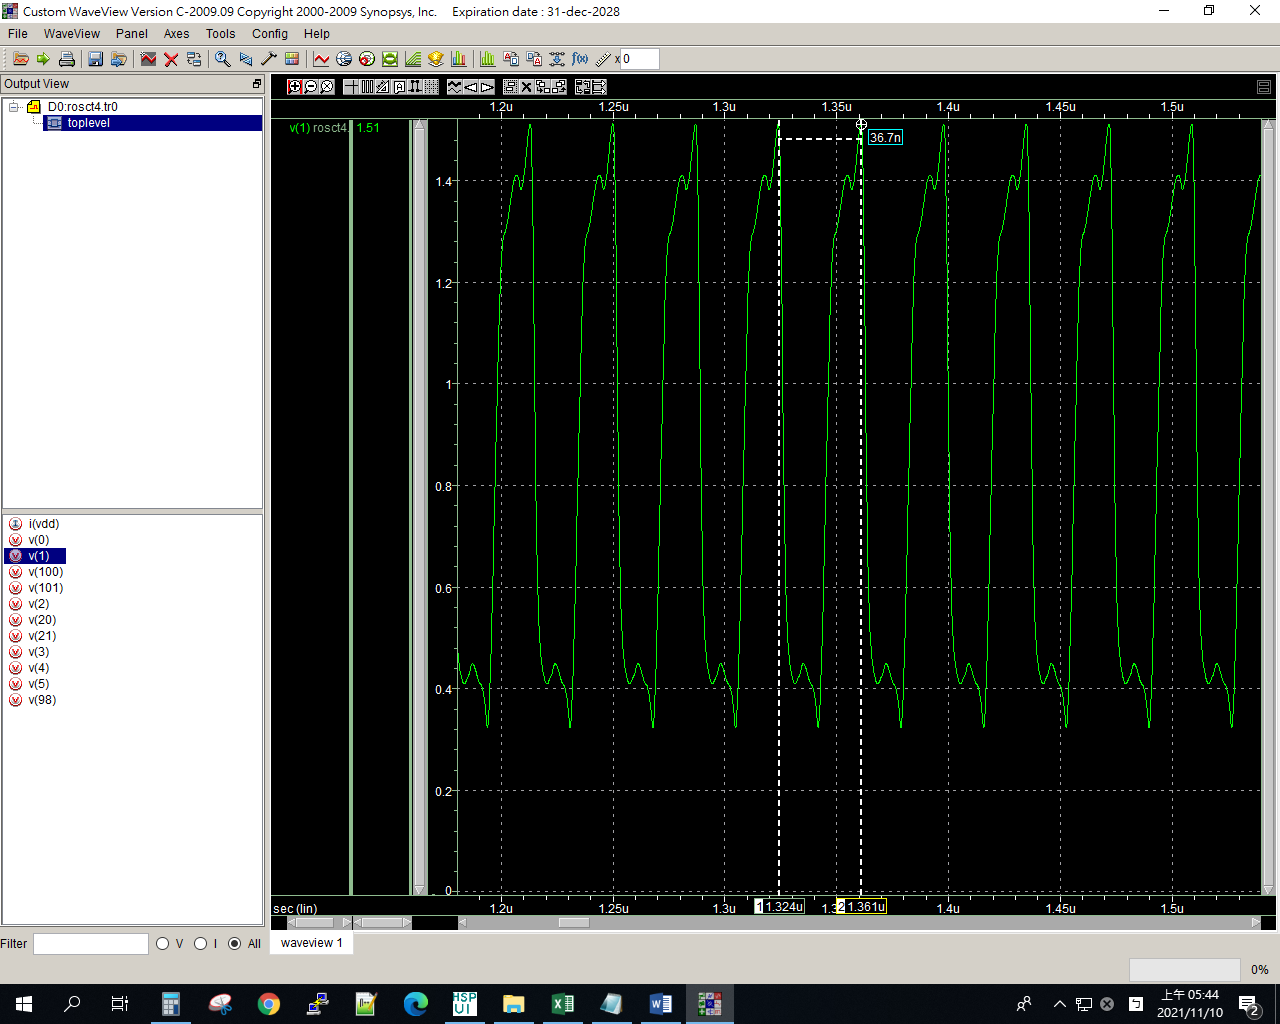 Custom WaveView Version C-2009.09 Copyright 2000-2009 Synopsys, Inc. Expiration date : 31-dec-2028
File WaveView Panel Axes Tools Config Help
f(x) x 0
Output View
D0:rosct4.tr0
toplevel
1.2u 1.25u 1.3u 1.35u 1.4u 1.45u 1.5u
v(1) rosct4. 1.51
36.7n
1.4
1.2
1
0.8
0.6
0.4
0.2
0
i(vdd)
v(0)
v(1)
v(100)
v(101)
v(2)
v(20)
v(21)
v(3)
v(4)
v(5)
v(98)
sec (lin) 1.2u 1.25u 1.3u 1 1.324u 2 1.361u 1.4u 1.45u 1.5u
Filter V I All waveview 1
0%
HSP UI
上午 05:44
2021/11/10
2